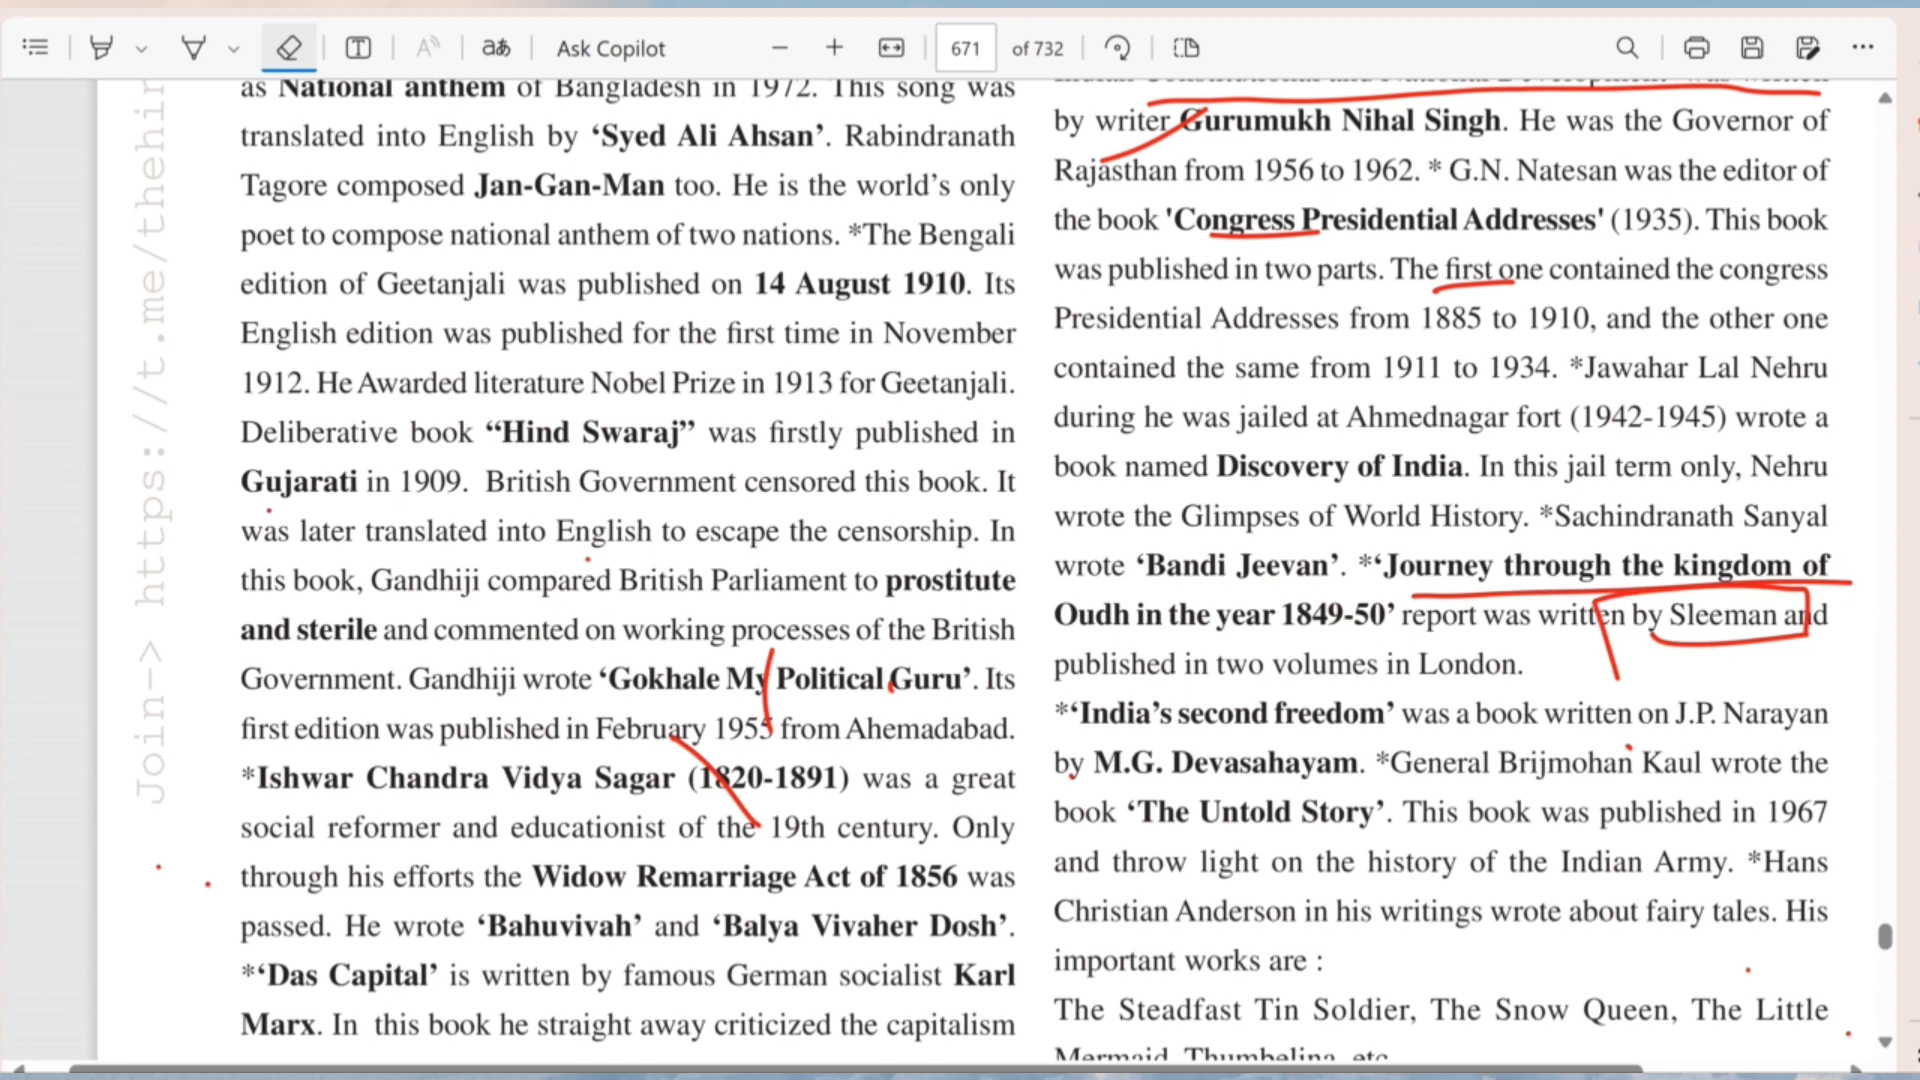 Ask Copilot
671 of 732
Join-> https://t.me/thehin
as National anthem of Bangladesh in 1972. This song was
translated into English by ‘Syed Ali Ahsan’. Rabindranath
Tagore composed Jan-Gan-Man too. He is the world’s only
poet to compose national anthem of two nations. *The Bengali
edition of Geetanjali was published on 14 August 1910. Its
English edition was published for the first time in November
1912. He Awarded literature Nobel Prize in 1913 for Geetanjali.
Deliberative book “Hind Swaraj” was firstly published in
Gujarati in 1909. British Government censored this book. It
was later translated into English to escape the censorship. In
this book, Gandhiji compared British Parliament to prostitute
and sterile and commented on working processes of the British
Government. Gandhiji wrote ‘Gokhale My Political Guru’. Its
first edition was published in February 1955 from Ahemadabad.
*Ishwar Chandra Vidya Sagar (1820-1891) was a great
social reformer and educationist of the 19th century. Only
through his efforts the Widow Remarriage Act of 1856 was
passed. He wrote ‘Bahuvivah’ and ‘Balya Vivaher Dosh’.
*‘Das Capital’ is written by famous German socialist Karl
Marx. In this book he straight away criticized the capitalism
by writer Gurumukh Nihal Singh. He was the Governor of
Rajasthan from 1956 to 1962. * G.N. Natesan was the editor of
the book 'Congress Presidential Addresses' (1935). This book
was published in two parts. The first one contained the congress
Presidential Addresses from 1885 to 1910, and the other one
contained the same from 1911 to 1934. *Jawahar Lal Nehru
during he was jailed at Ahmednagar fort (1942-1945) wrote a
book named Discovery of India. In this jail term only, Nehru
wrote the Glimpses of World History. *Sachindranath Sanyal
wrote ‘Bandi Jeevan’. *‘Journey through the kingdom of
Oudh in the year 1849-50’ report was written by Sleeman and
published in two volumes in London.
*‘India’s second freedom’ was a book written on J.P. Narayan
by M.G. Devasahayam. *General Brijmohan Kaul wrote the
book ‘The Untold Story’. This book was published in 1967
and throw light on the history of the Indian Army. *Hans
Christian Anderson in his writings wrote about fairy tales. His
important works are :
The Steadfast Tin Soldier, The Snow Queen, The Little
Mermaid, Thumbelina, etc